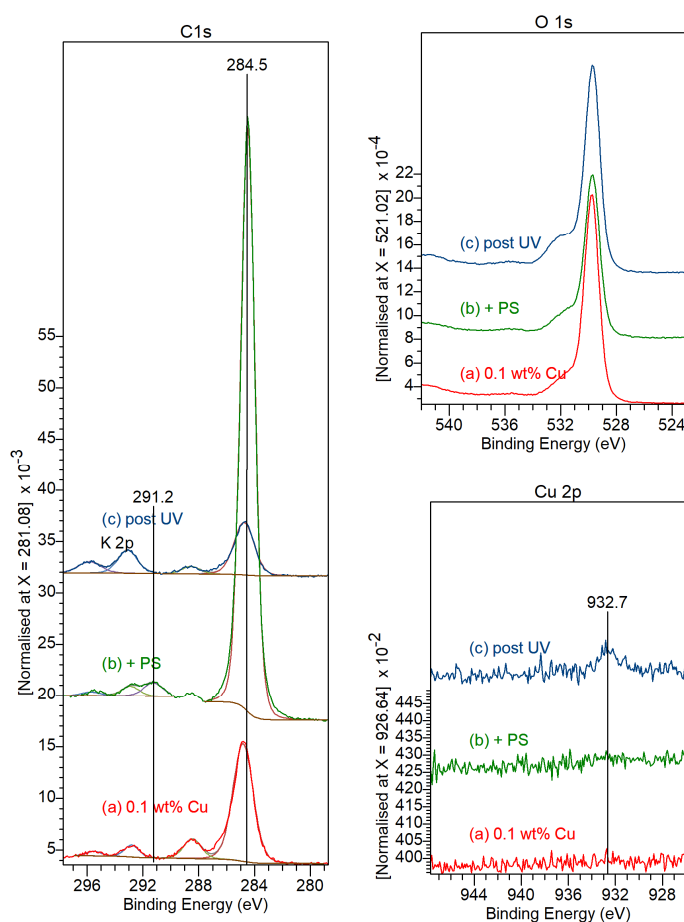 C1s
284.5
291.2
(c) post UV
K 2p
(b) + PS
(a) 0.1 wt% Cu
[Normalised at X = 281.08] x 10⁻³
55
50
45
40
35
30
25
20
15
10
5
296
292
288
284
280
Binding Energy (eV)
O 1s
(c) post UV
(b) + PS
(a) 0.1 wt% Cu
[Normalised at X = 521.02] x 10⁻⁴
22
20
18
16
14
12
10
8
6
4
540
536
532
528
524
Binding Energy (eV)
Cu 2p
932.7
(c) post UV
(b) + PS
(a) 0.1 wt% Cu
[Normalised at X = 926.64] x 10⁻²
445
440
435
430
425
420
415
410
405
400
944
940
936
932
928
Binding Energy (eV)